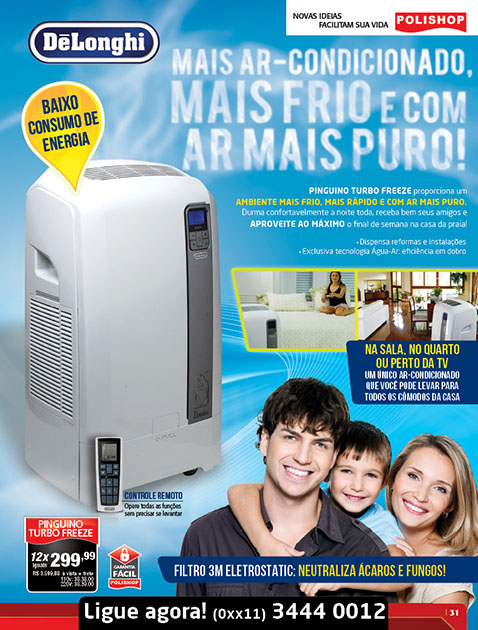 NOVAS IDEIAS
FACILITAM SUA VIDA
POLISHOP
DeLonghi
MAIS AR-CONDICIONADO,
MAIS FRIO E COM
AR MAIS PURO!
BAIXO
CONSUMO DE
ENERGIA
PINGUINO TURBO FREEZE proporciona um
AMBIENTE MAIS FRIO, MAIS RÁPIDO E COM AR MAIS PURO.
Durma confortavelmente a noite toda, receba bem seus amigos e
APROVEITE AO MÁXIMO o final de semana na casa da praia!
• Dispensa reformas e instalações
• Exclusiva tecnologia Água-Ar: eficiência em dobro
NA SALA, NO QUARTO
OU PERTO DA TV
UM ÚNICO AR-CONDICIONADO
QUE VOCÊ PODE LEVAR PARA
TODOS OS CÔMODOS DA CASA
CONTROLE REMOTO
Opere todas as funções
sem precisar se levantar
PINGUINO
TURBO FREEZE
12x 299,99
iguais
à vista + frete
GARANTIA
FÁCIL
POLISHOP
FILTRO 3M ELETROSTATIC: NEUTRALIZA ÁCAROS E FUNGOS!
Ligue agora! (0xx11) 3444 0012
31